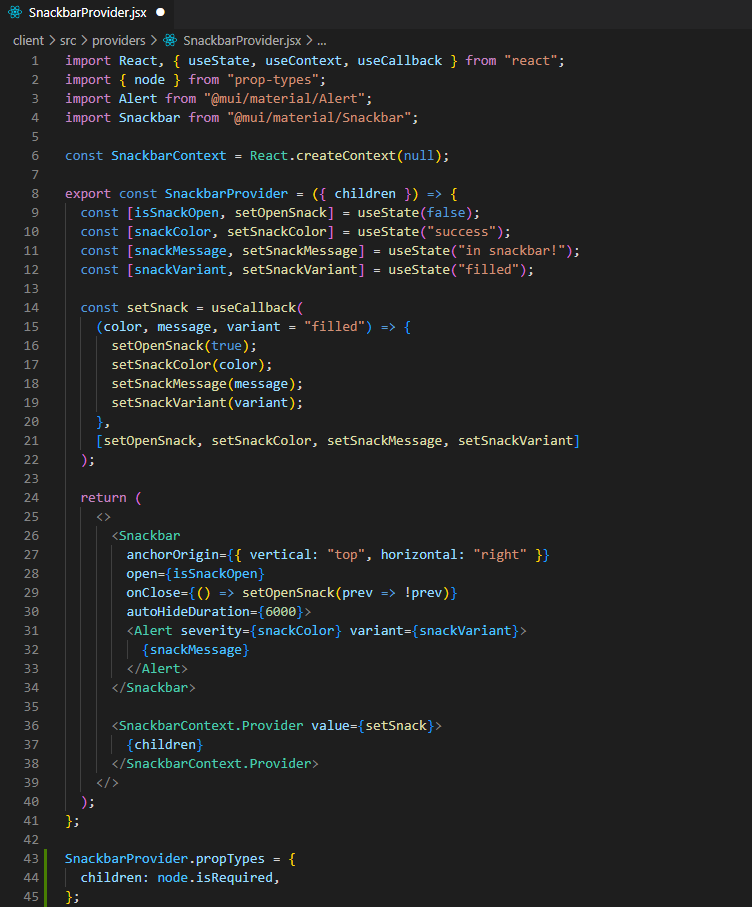 SnackbarProvider.jsx
client > src > providers > SnackbarProvider.jsx > ...
1 import React, { useState, useContext, useCallback } from "react";
2 import { node } from "prop-types";
3 import Alert from "@mui/material/Alert";
4 import Snackbar from "@mui/material/Snackbar";
5
6 const SnackbarContext = React.createContext(null);
7
8 export const SnackbarProvider = ({ children }) => {
9   const [isSnackOpen, setOpenSnack] = useState(false);
10   const [snackColor, setSnackColor] = useState("success");
11   const [snackMessage, setSnackMessage] = useState("in snackbar!");
12   const [snackVariant, setSnackVariant] = useState("filled");
13
14   const setSnack = useCallback(
15     (color, message, variant = "filled") => {
16       setOpenSnack(true);
17       setSnackColor(color);
18       setSnackMessage(message);
19       setSnackVariant(variant);
20     },
21     [setOpenSnack, setSnackColor, setSnackMessage, setSnackVariant]
22   );
23
24   return (
25     <>
26       <Snackbar
27         anchorOrigin={{ vertical: "top", horizontal: "right" }}
28         open={isSnackOpen}
29         onClose={() => setOpenSnack(prev => !prev)}
30         autoHideDuration={6000}>
31         <Alert severity={snackColor} variant={snackVariant}>
32           {snackMessage}
33         </Alert>
34       </Snackbar>
35
36       <SnackbarContext.Provider value={setSnack}>
37         {children}
38       </SnackbarContext.Provider>
39     </>
40   );
41 };
42
43 SnackbarProvider.propTypes = {
44   children: node.isRequired,
45 };